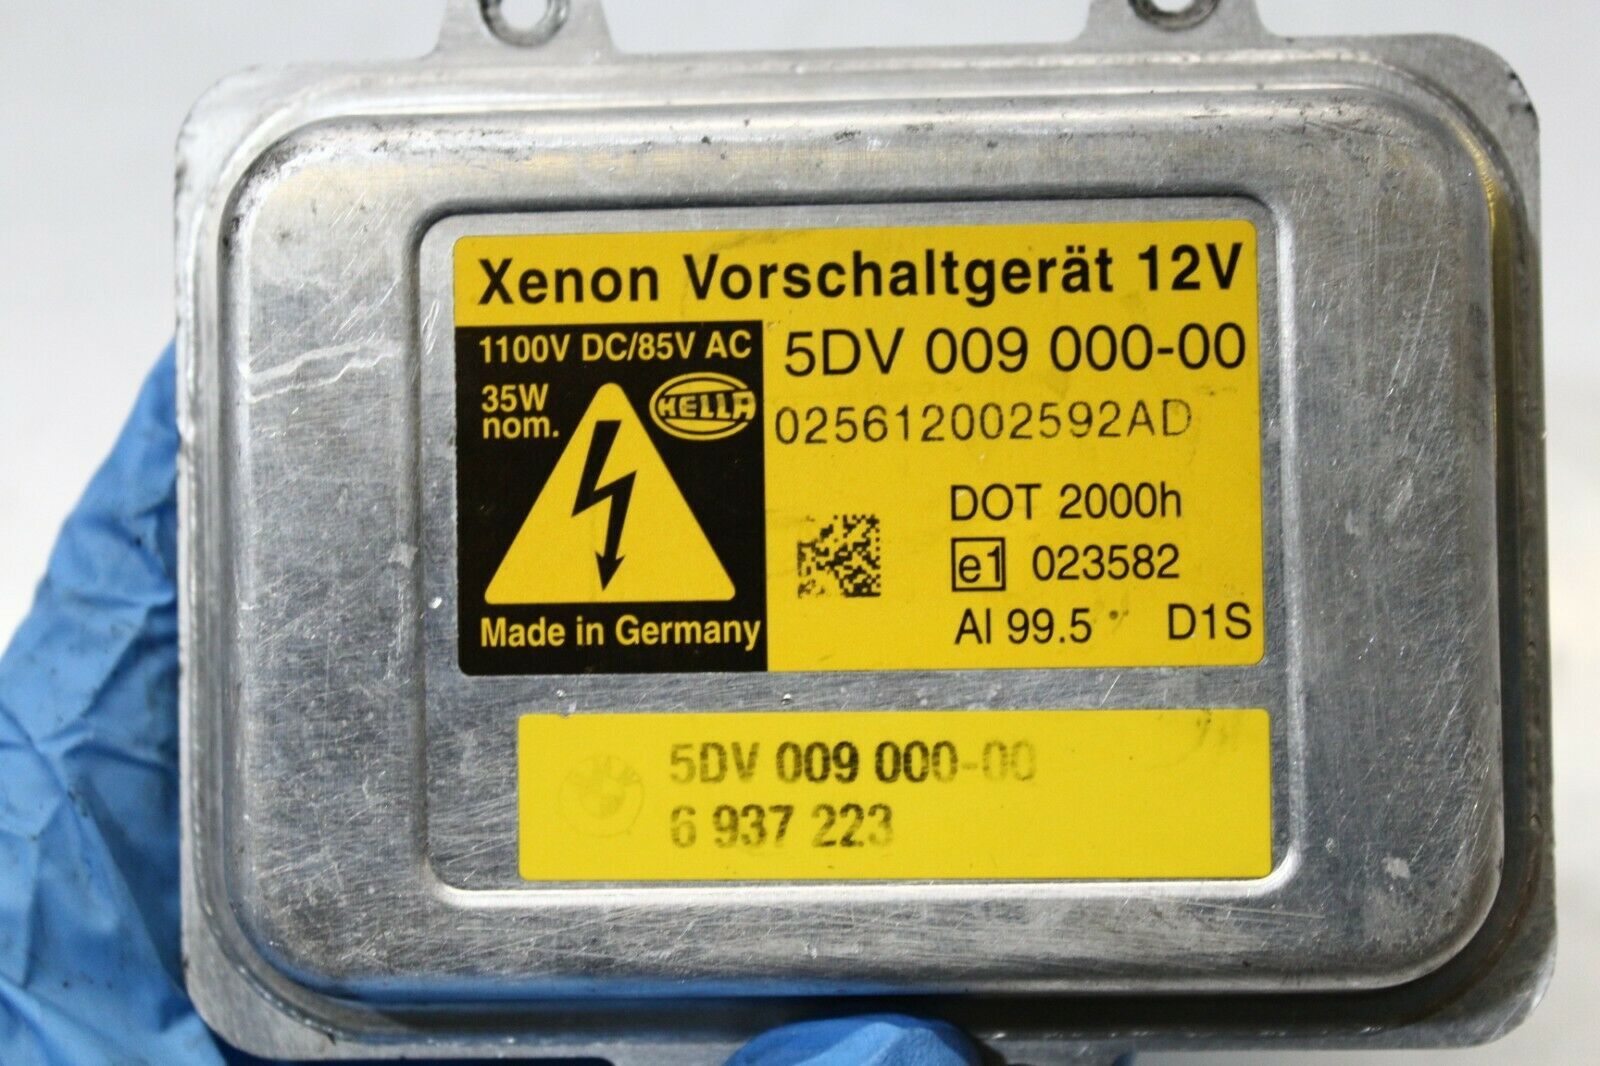 Xenon Vorschaltgerät 12V
1100V DC/85V AC
35W
nom.
HELLA
5DV 009 000-00
025612002592AD
DOT 2000h
e1 023582
Al 99.5 D1S
Made in Germany
5DV 009 000-00
6 937 223